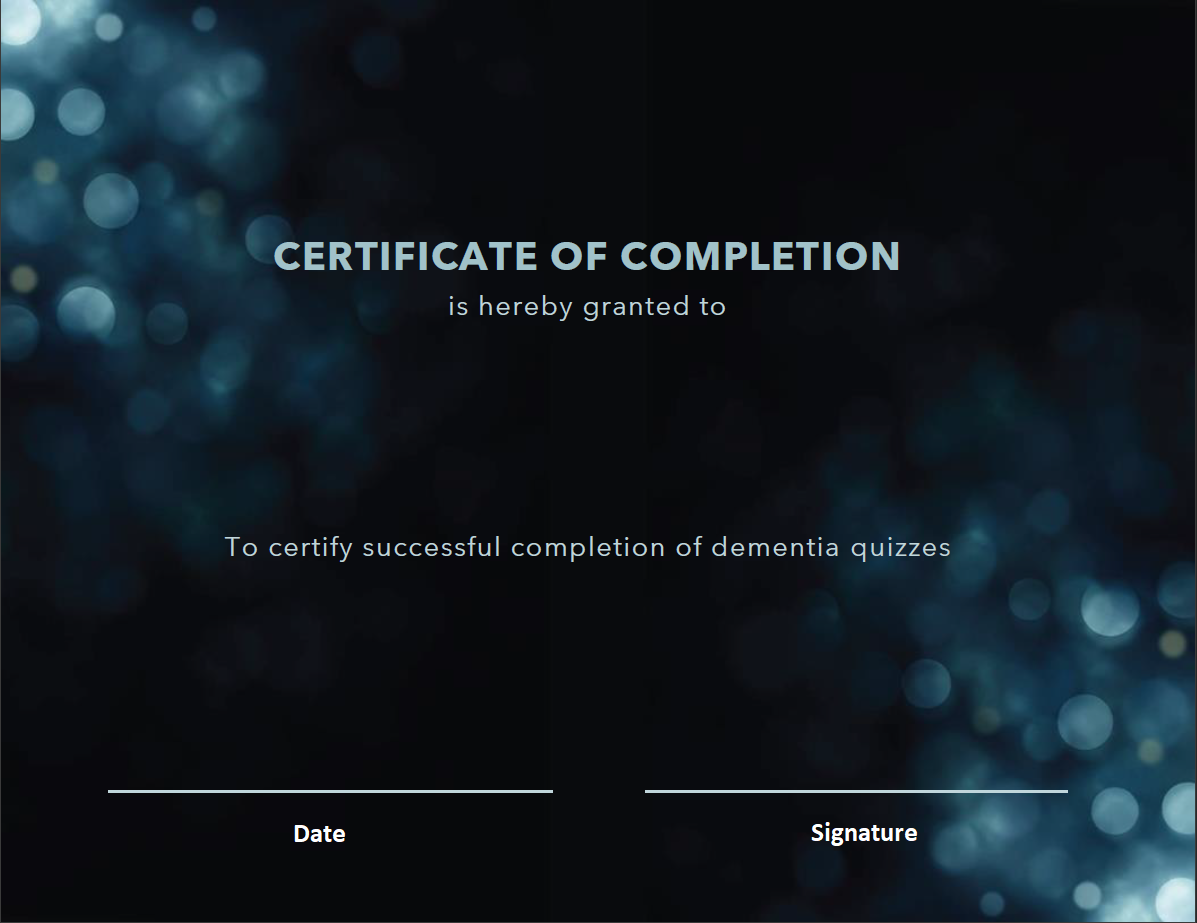 CERTIFICATE OF COMPLETION
is hereby granted to
To certify successful completion of dementia quizzes
Date Signature